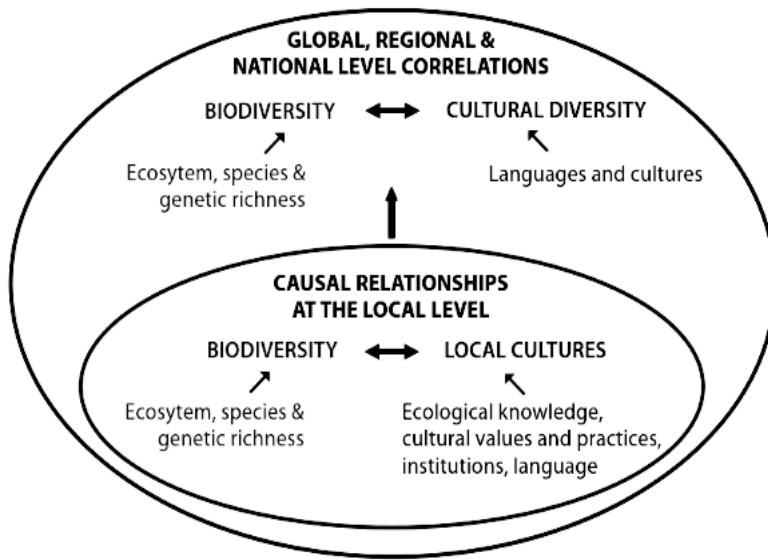 GLOBAL, REGIONAL &
NATIONAL LEVEL CORRELATIONS
BIODIVERSITY
CULTURAL DIVERSITY
Ecosytem, species &
genetic richness
Languages and cultures
CAUSAL RELATIONSHIPS
AT THE LOCAL LEVEL
BIODIVERSITY
LOCAL CULTURES
Ecosytem, species &
genetic richness
Ecological knowledge,
cultural values and practices,
institutions, language